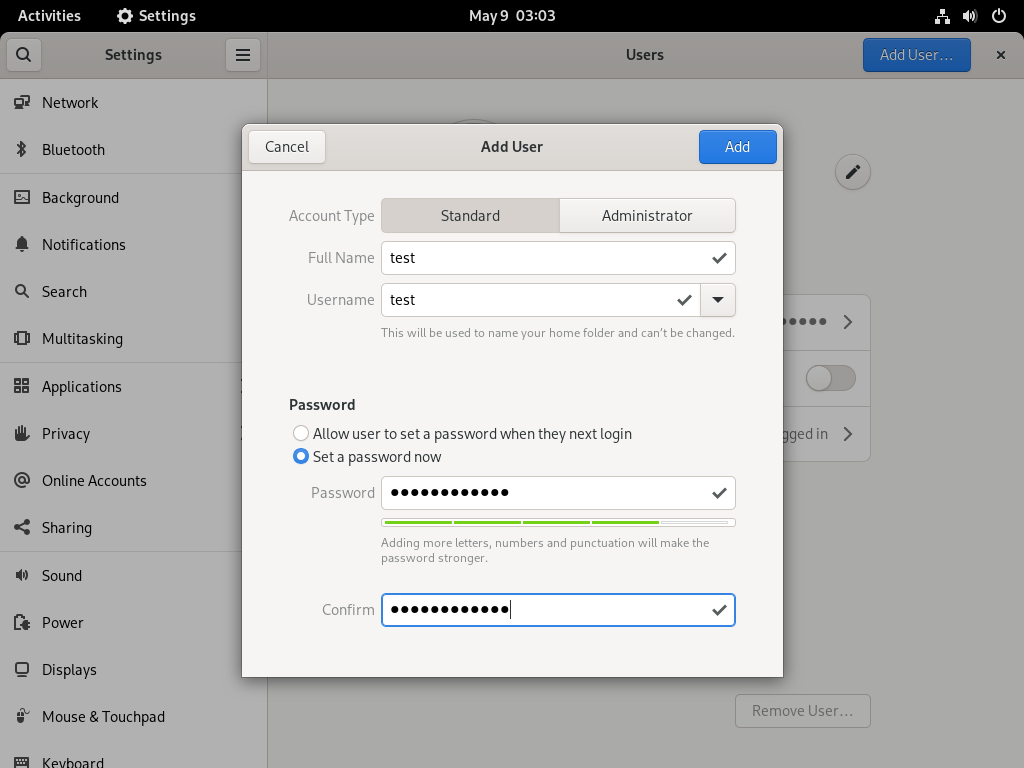 Activities Settings May 9 03:03
Settings Users Add User…
Network
Bluetooth
Background
Notifications
Search
Multitasking
Applications
Privacy
Online Accounts
Sharing
Sound
Power
Displays
Mouse & Touchpad
Keyboard
Cancel Add User Add
Account Type Standard Administrator
Full Name test
Username test
This will be used to name your home folder and can't be changed.
Password
Allow user to set a password when they next login
Set a password now
Password ●●●●●●●●●●●●
Adding more letters, numbers and punctuation will make the
password stronger.
Confirm ●●●●●●●●●●●●
in
Remove User…